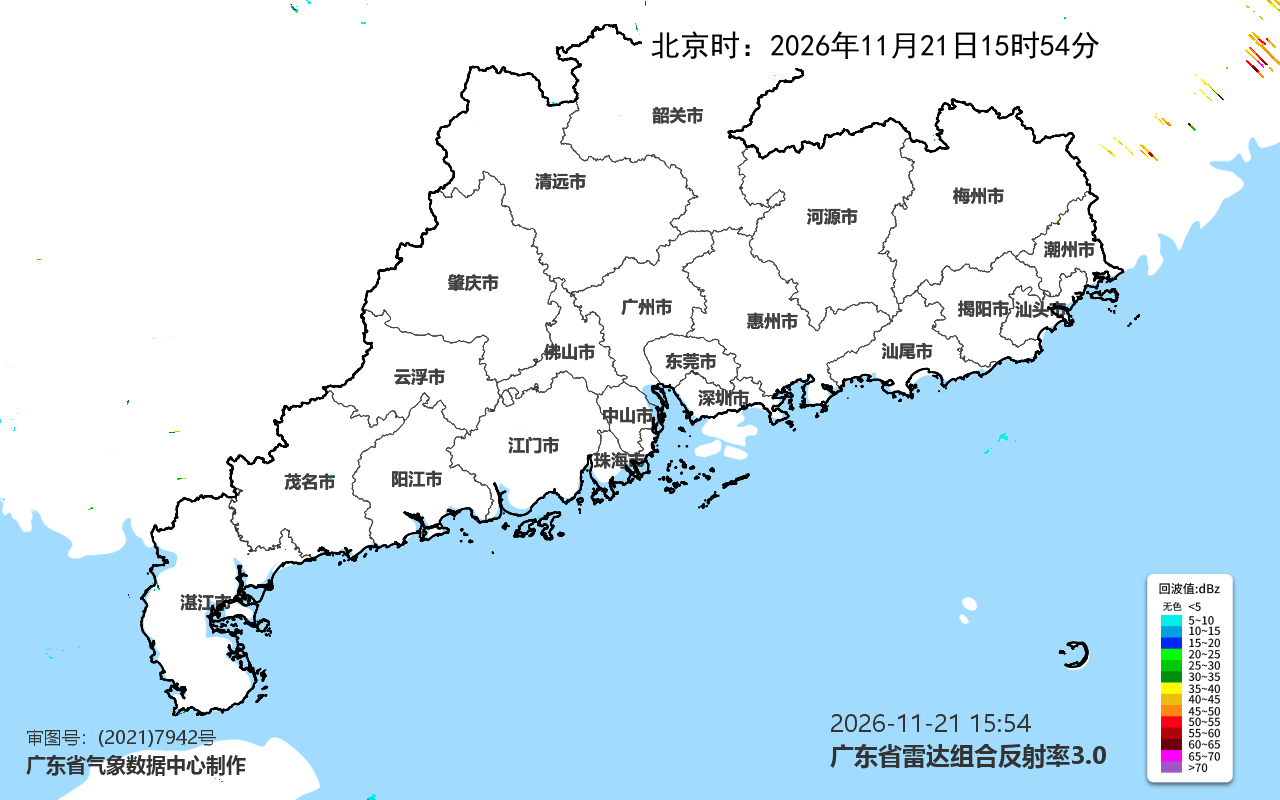 北京时：2026年11月21日15时54分
韶关市
清远市
梅州市
河源市
潮州市
肇庆市
广州市
揭阳市
汕头市
惠州市
佛山市
汕尾市
东莞市
云浮市
深圳市
中山市
江门市
珠海市
阳江市
茂名市
湛江市
回波值:dBz
无色 <5
5~10
10~15
15~20
20~25
25~30
30~35
35~40
40~45
45~50
50~55
55~60
60~65
65~70
>70
2026-11-21 15:54
广东省雷达组合反射率3.0
审图号：(2021)7942号
广东省气象数据中心制作